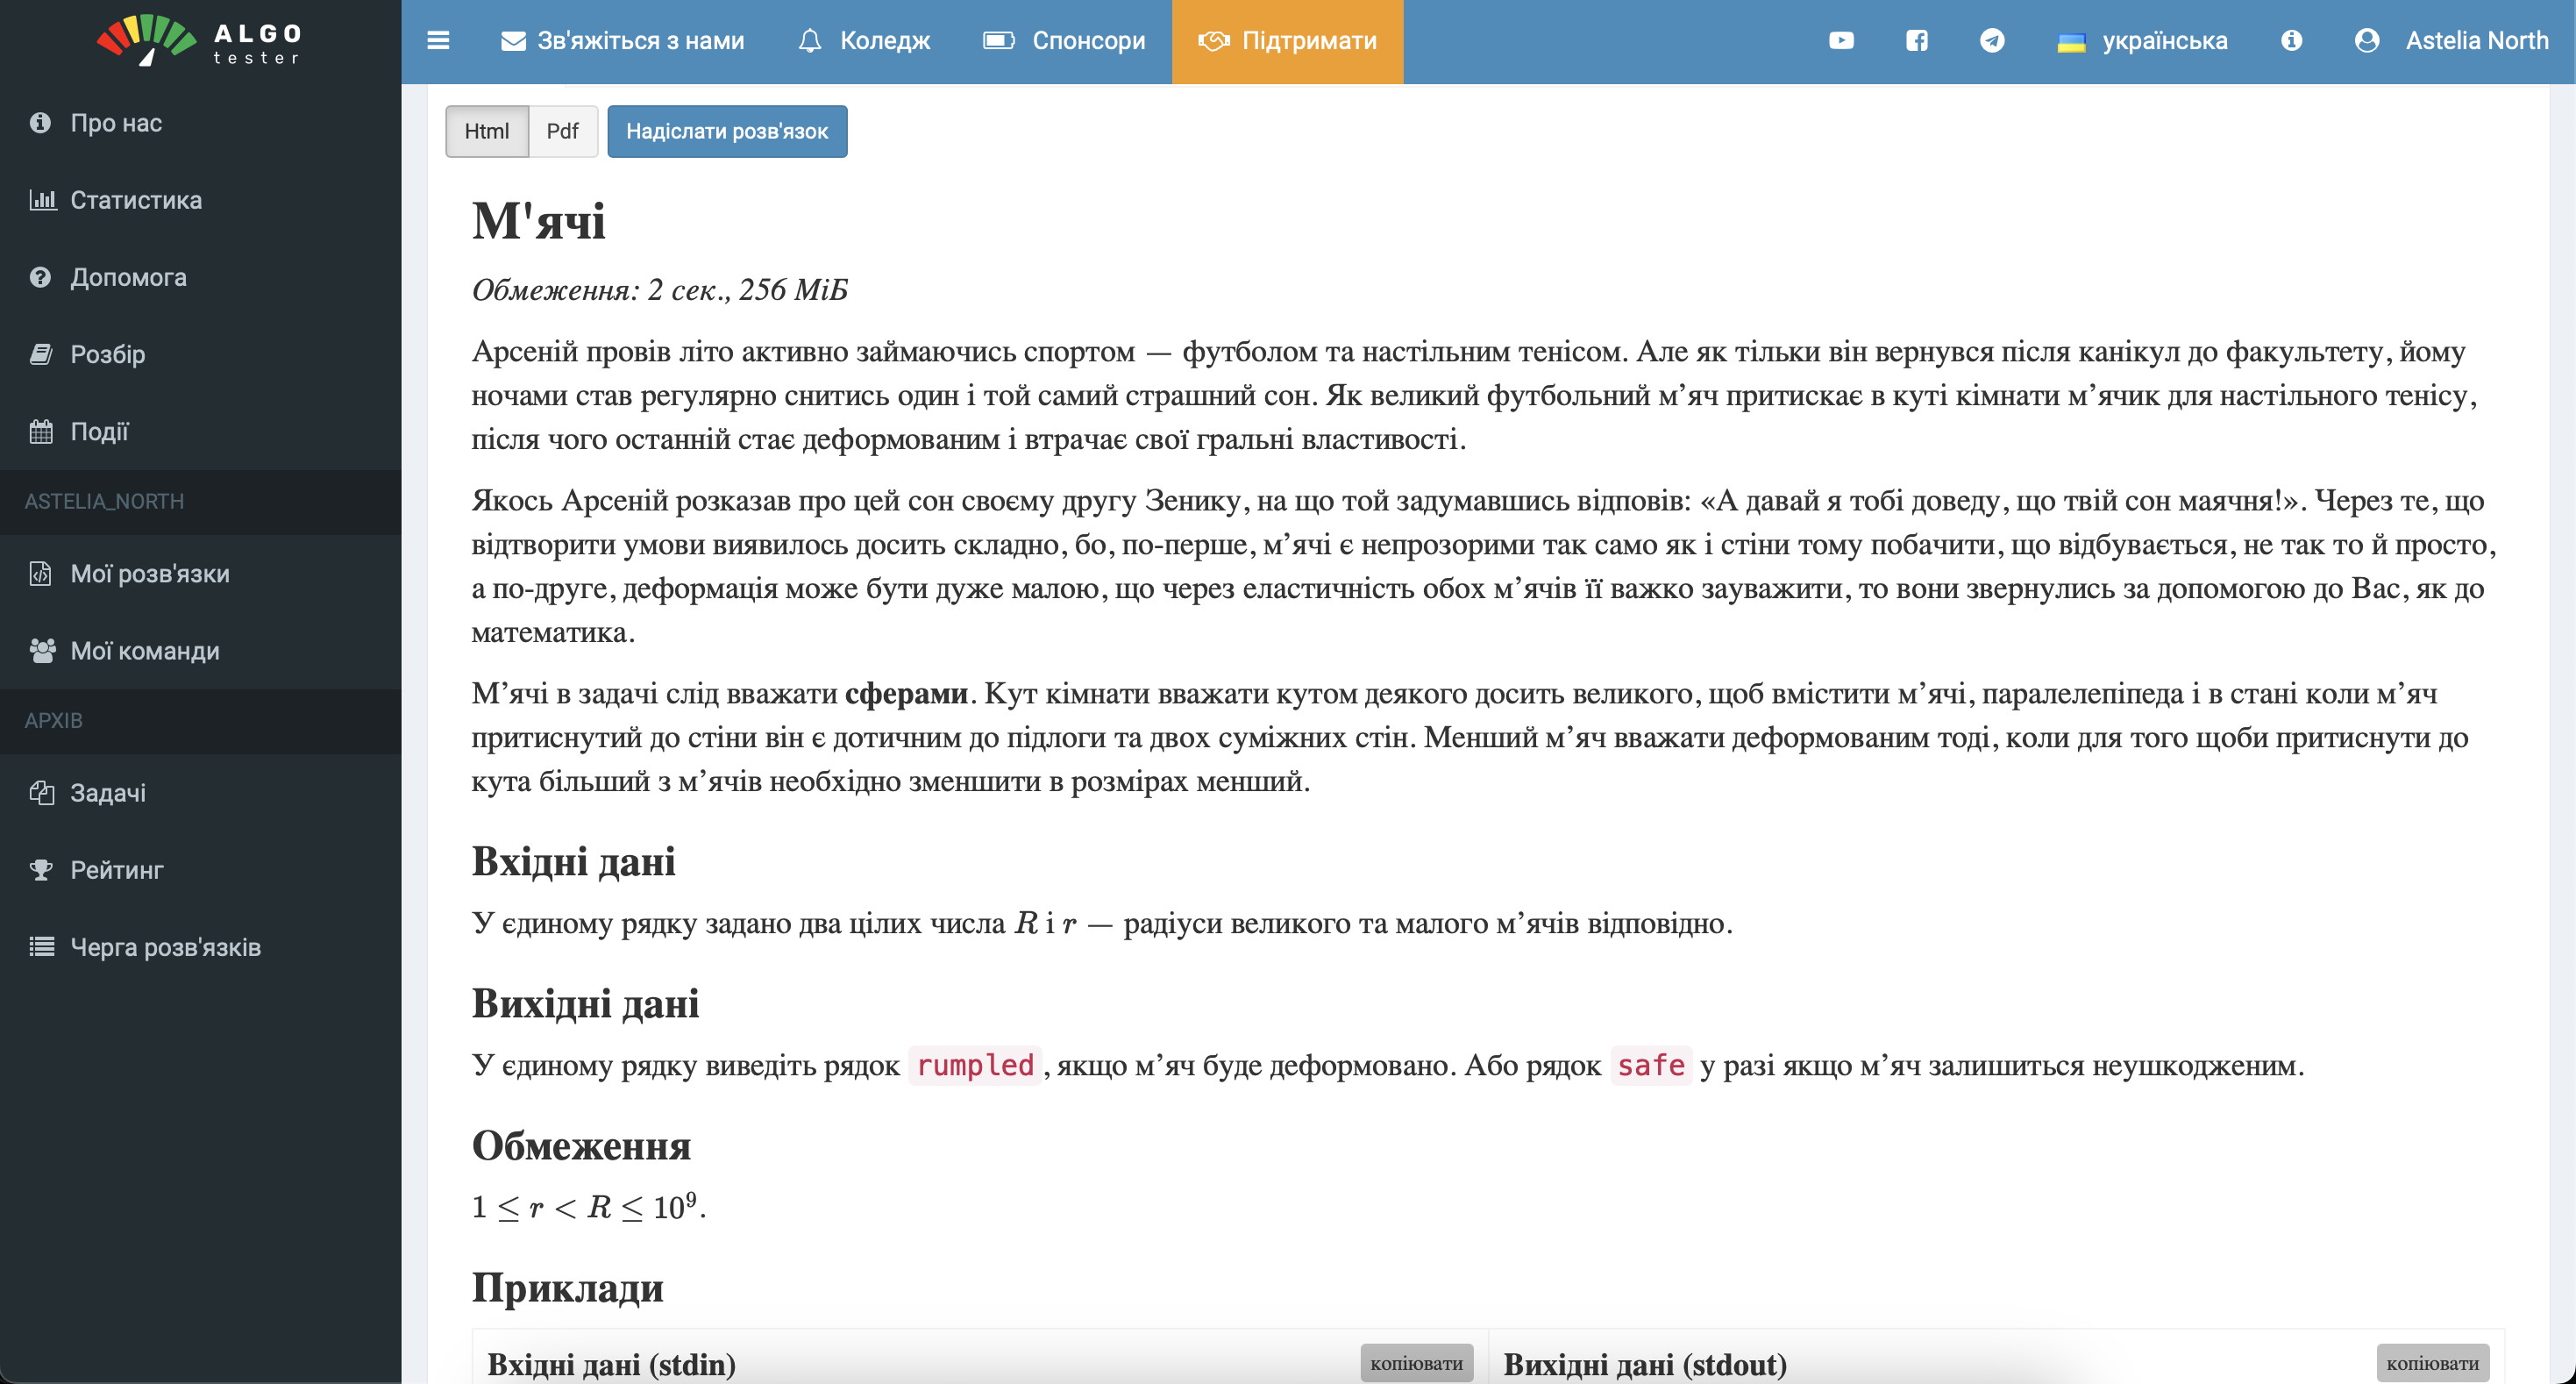 ALGO
tester
Зв'яжіться з нами
Коледж
Спонсори
Підтримати
українська
Astelia North
Про нас
Статистика
Допомога
Розбір
Події
ASTELIA_NORTH
Мої розв'язки
Мої команди
АРХІВ
Задачі
Рейтинг
Черга розв'язків
Html
Pdf
Надіслати розв'язок
М'ячі
Обмеження: 2 сек., 256 МіБ
Арсеній провів літо активно займаючись спортом — футболом та настільним тенісом. Але як тільки він вернувся після канікул до факультету, йому
ночами став регулярно снитись один і той самий страшний сон. Як великий футбольний м’яч притискає в куті кімнати м’ячик для настільного тенісу,
після чого останній стає деформованим і втрачає свої гральні властивості.
Якось Арсеній розказав про цей сон своєму другу Зенику, на що той задумавшись відповів: «А давай я тобі доведу, що твій сон маячня!». Через те, що
відтворити умови виявилось досить складно, бо, по-перше, м’ячі є непрозорими так само як і стіни тому побачити, що відбувається, не так то й просто,
а по-друге, деформація може бути дуже малою, що через еластичність обох м’ячів її важко зауважити, то вони звернулись за допомогою до Вас, як до
математика.
М’ячі в задачі слід вважати сферами. Кут кімнати вважати кутом деякого досить великого, щоб вмістити м’ячі, паралелепіпеда і в стані коли м’яч
притиснутий до стіни він є дотичним до підлоги та двох суміжних стін. Менший м’яч вважати деформованим тоді, коли для того щоби притиснути до
кута більший з м’ячів необхідно зменшити в розмірах менший.
Вхідні дані
У єдиному рядку задано два цілих числа R і r — радіуси великого та малого м’ячів відповідно.
Вихідні дані
У єдиному рядку виведіть рядок rumpled, якщо м’яч буде деформовано. Або рядок safe у разі якщо м’яч залишиться неушкодженим.
Обмеження
1 ≤ r < R ≤ 10⁹.
Приклади
Вхідні дані (stdin)
копіювати
Вихідні дані (stdout)
копіювати